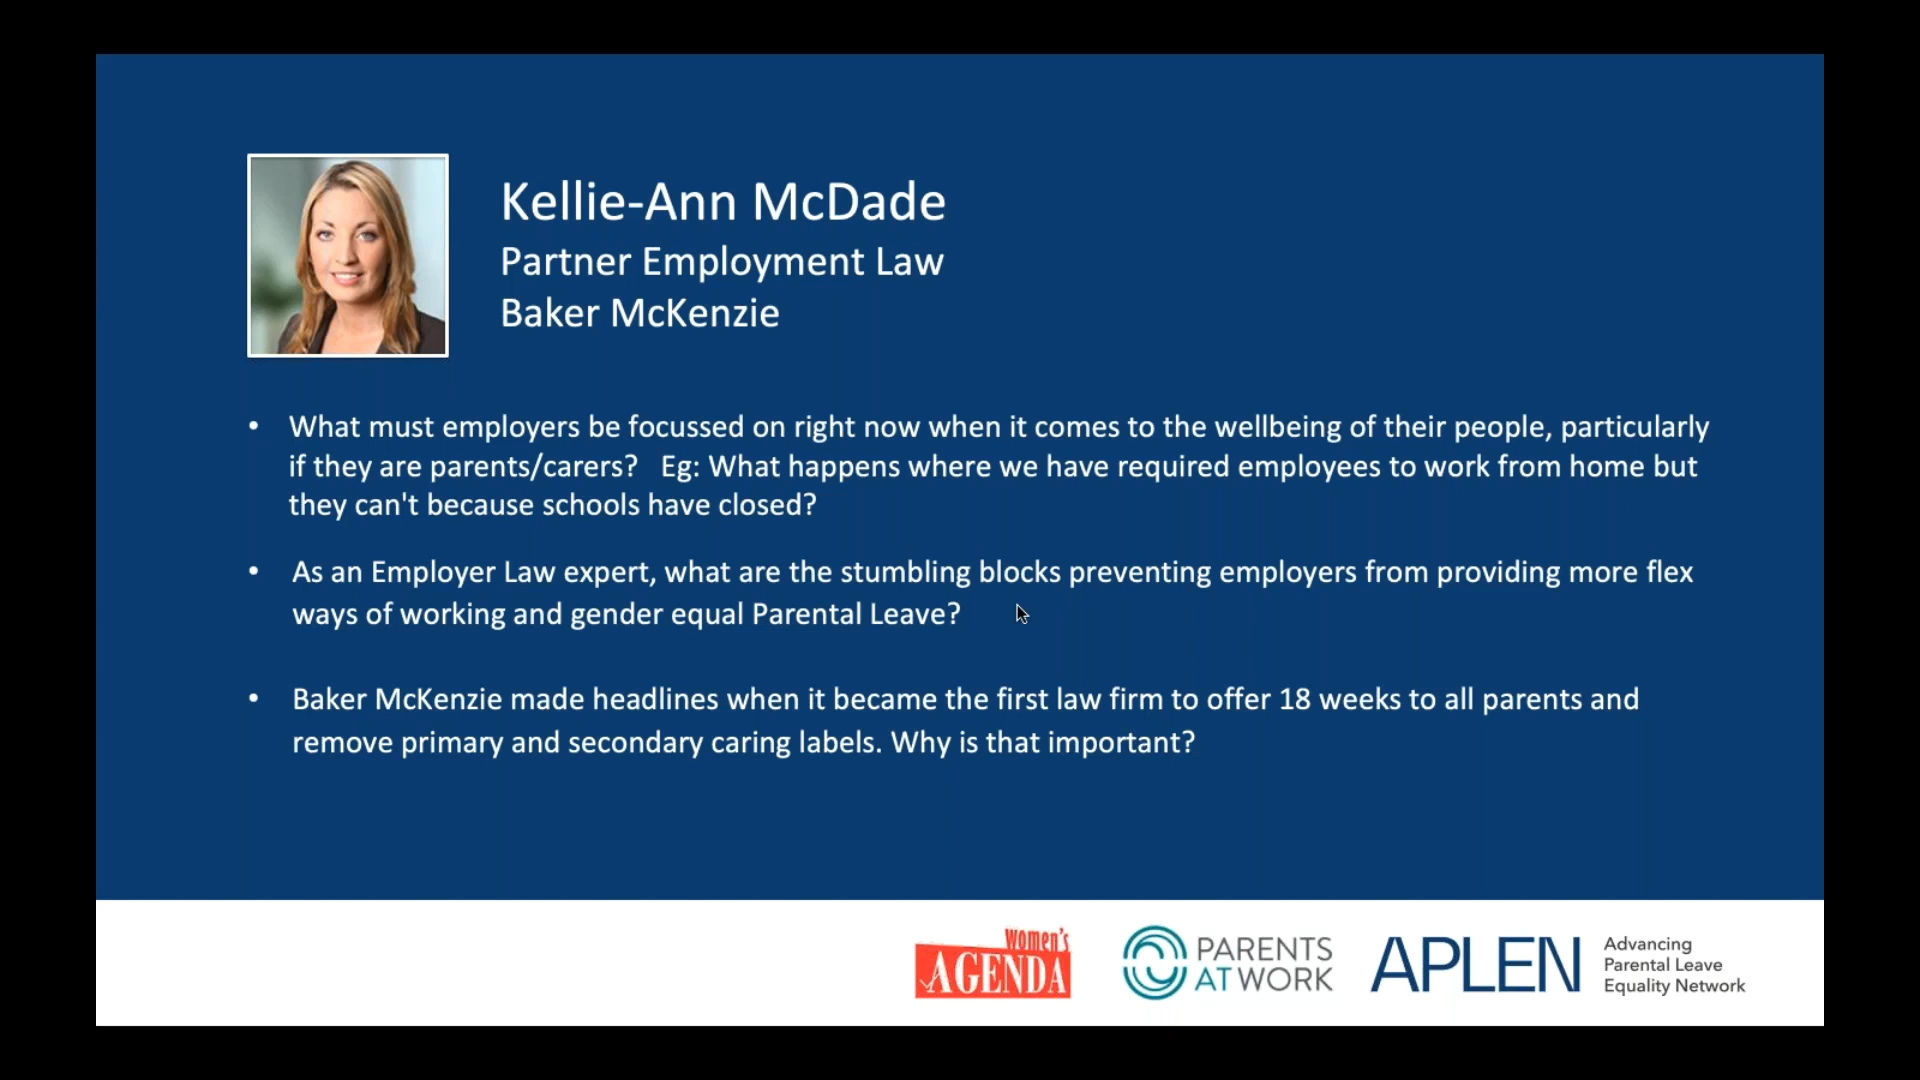 Kellie-Ann McDade
Partner Employment Law
Baker McKenzie
• What must employers be focussed on right now when it comes to the wellbeing of their people, particularly
if they are parents/carers?   Eg: What happens where we have required employees to work from home but
they can't because schools have closed?
• As an Employer Law expert, what are the stumbling blocks preventing employers from providing more flex
ways of working and gender equal Parental Leave?
• Baker McKenzie made headlines when it became the first law firm to offer 18 weeks to all parents and
remove primary and secondary caring labels. Why is that important?
women's
AGENDA
PARENTS
AT WORK
APLEN
Advancing
Parental Leave
Equality Network